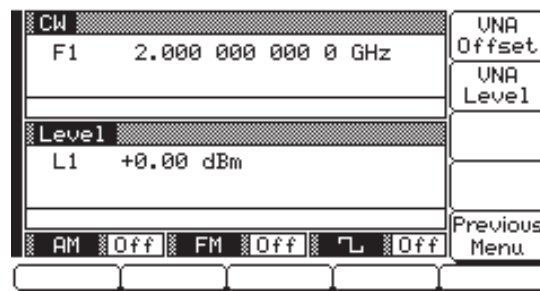 CW
F1 2.000 000 000 0 GHz
Level
L1 +0.00 dBm
AM Off FM Off Off
VNA
Offset
VNA
Level
Previous
Menu